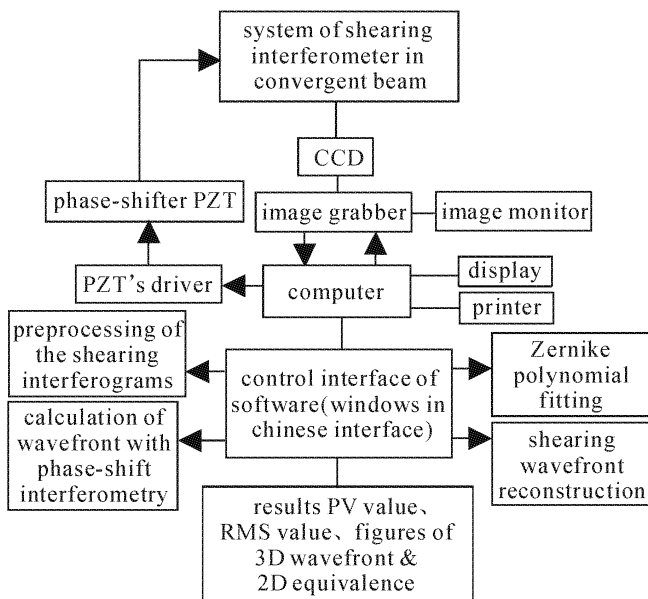 system of shearing
interferometer in
convergent beam
CCD
phase-shifter PZT
image grabber
image monitor
PZT's driver
computer
display
printer
preprocessing of
the shearing
interferograms
control interface of
software(windows in
chinese interface)
Zernike
polynomial
fitting
calculation of
wavefront with
phase-shift
interferometry
shearing
wavefront
reconstruction
results PV value、
RMS value、figures of
3D wavefront &
2D equivalence